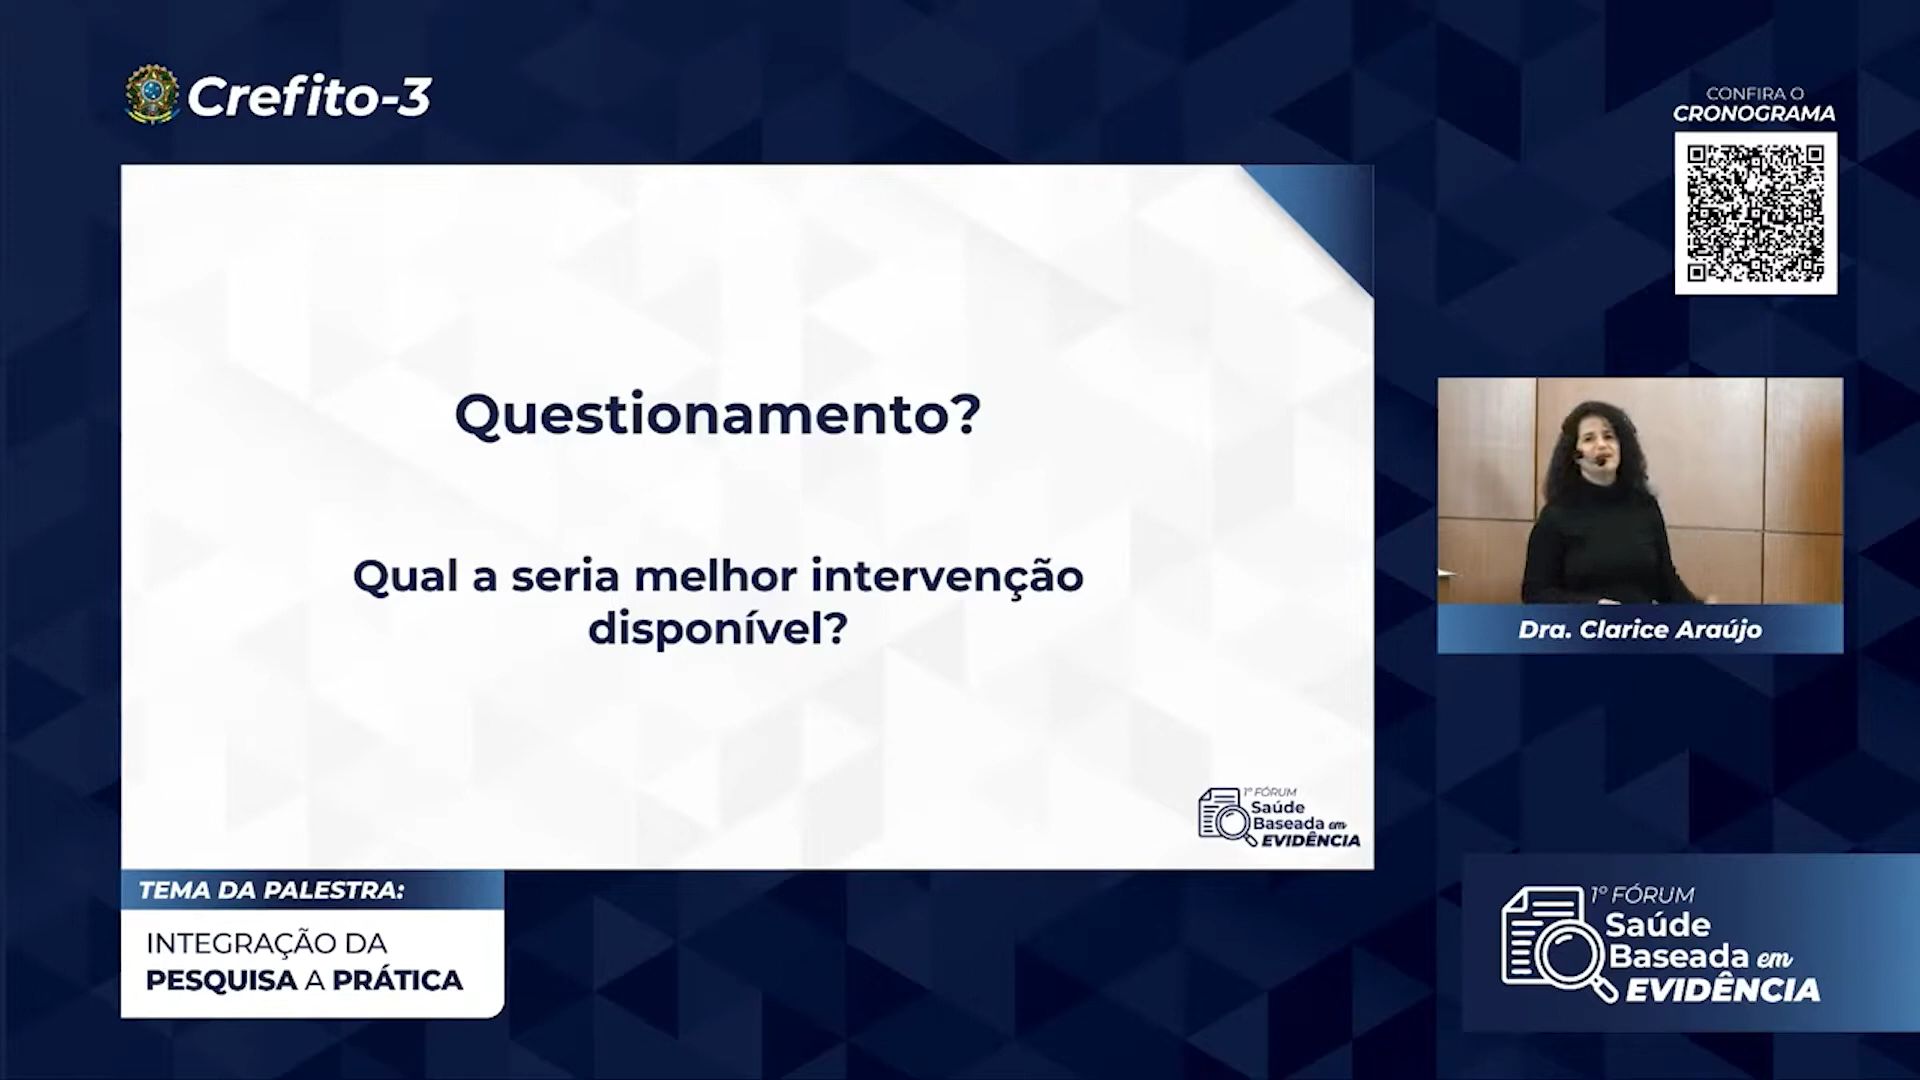 Crefito-3
CONFIRA O
CRONOGRAMA
Questionamento?
Qual a seria melhor intervenção
disponível?
1º FÓRUM
Saúde
Baseada em
EVIDÊNCIA
Dra. Clarice Araújo
TEMA DA PALESTRA:
INTEGRAÇÃO DA
PESQUISA A PRÁTICA
1º FÓRUM
Saúde
Baseada em
EVIDÊNCIA